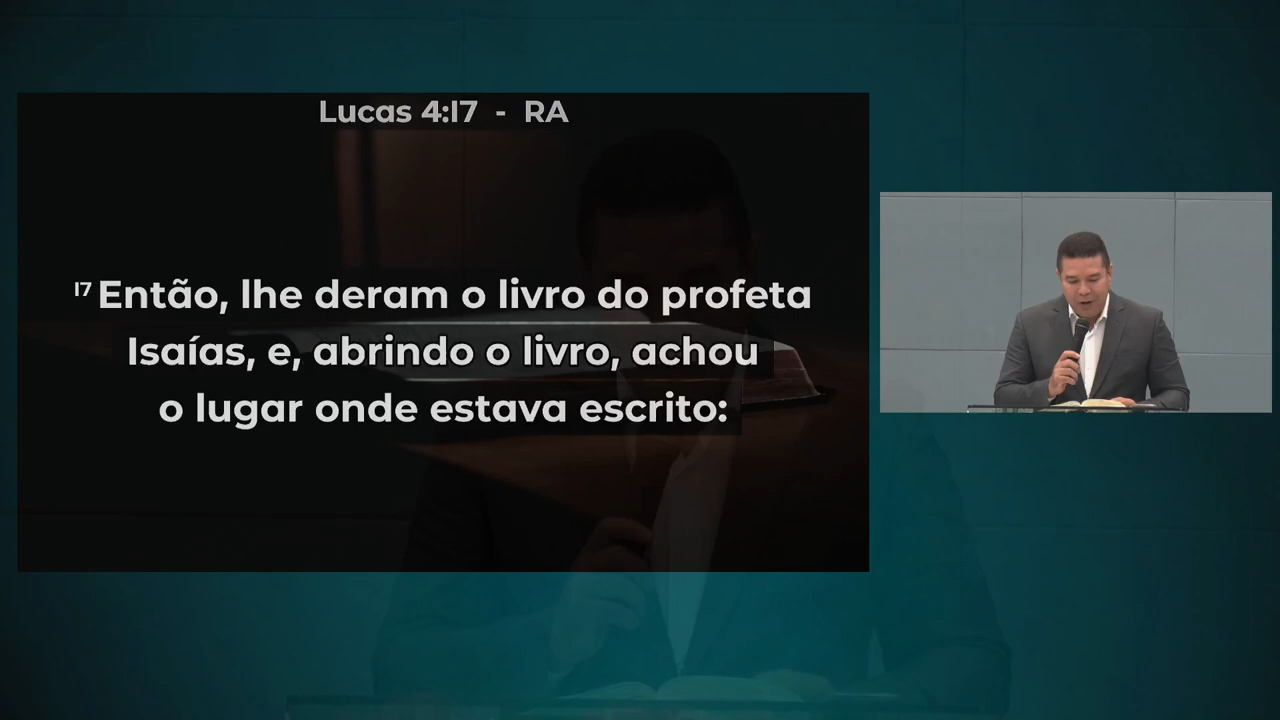 Lucas 4:17 - RA
17 Então, lhe deram o livro do profeta
Isaías, e, abrindo o livro, achou
o lugar onde estava escrito: